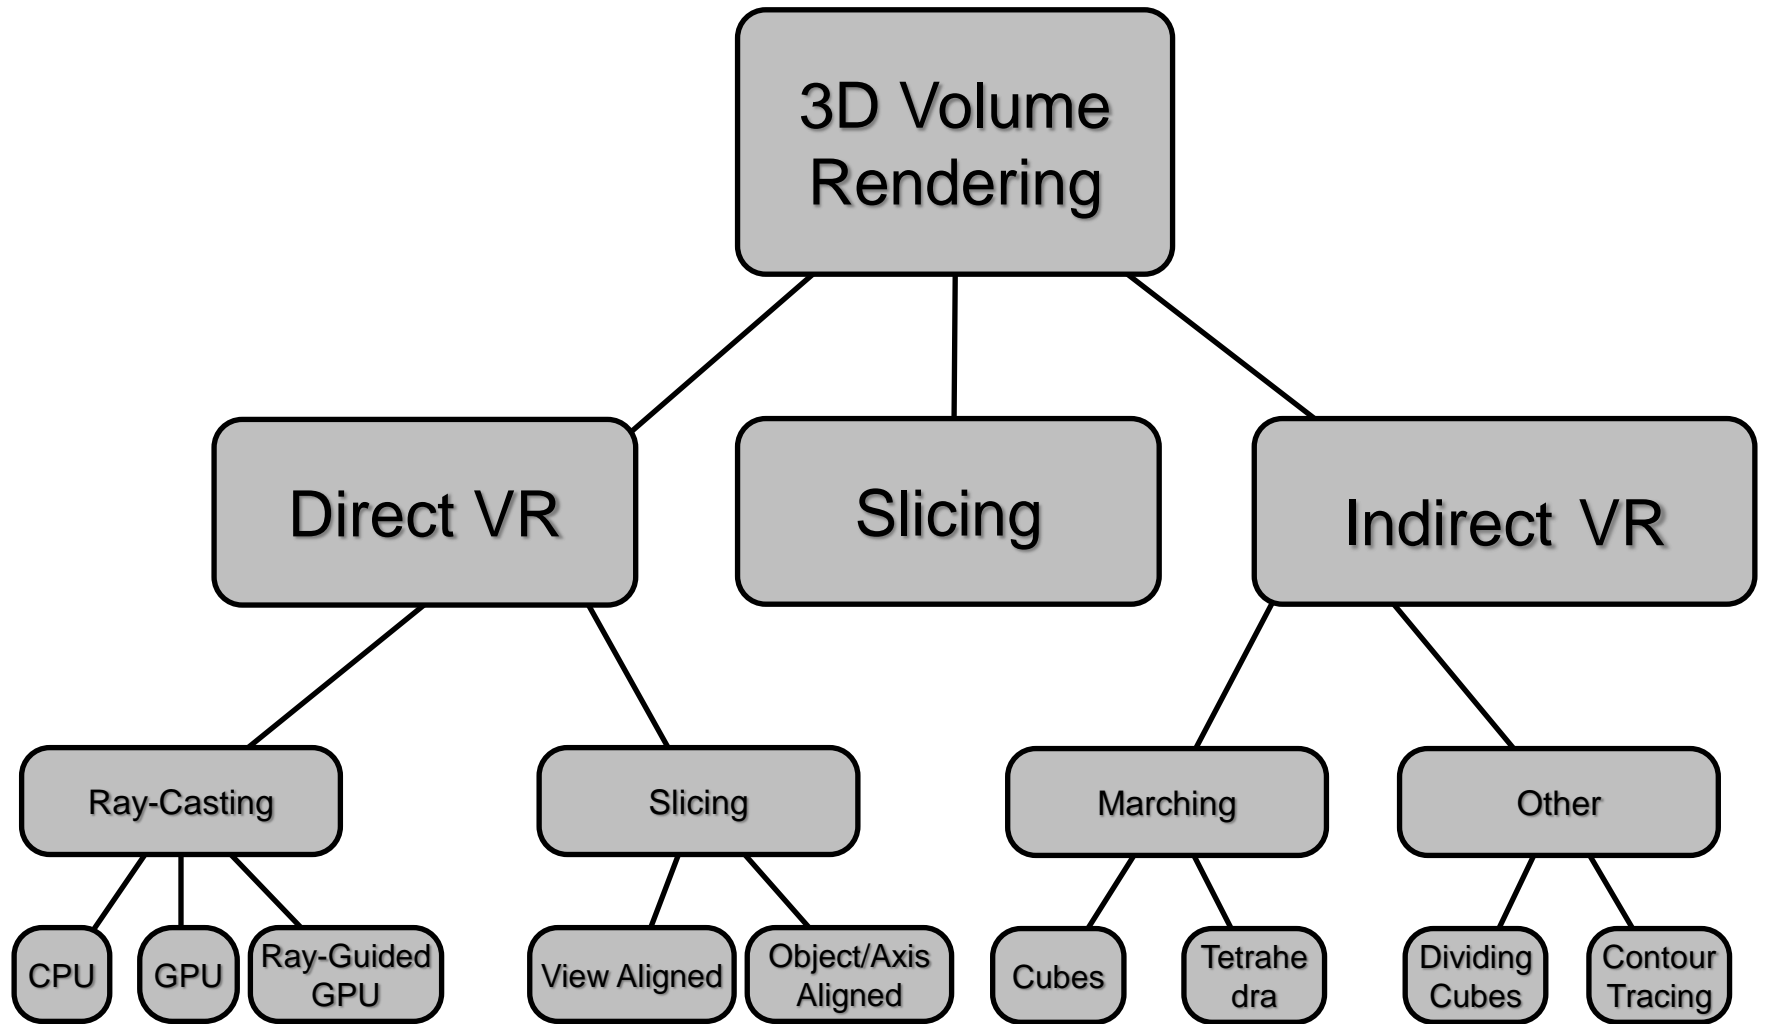 3D Volume
Rendering
Direct VR
Slicing
Indirect VR
Ray-Casting
Slicing
Marching
Other
CPU
GPU
Ray-Guided
GPU
View Aligned
Object/Axis
Aligned
Cubes
Tetrahe
dra
Dividing
Cubes
Contour
Tracing